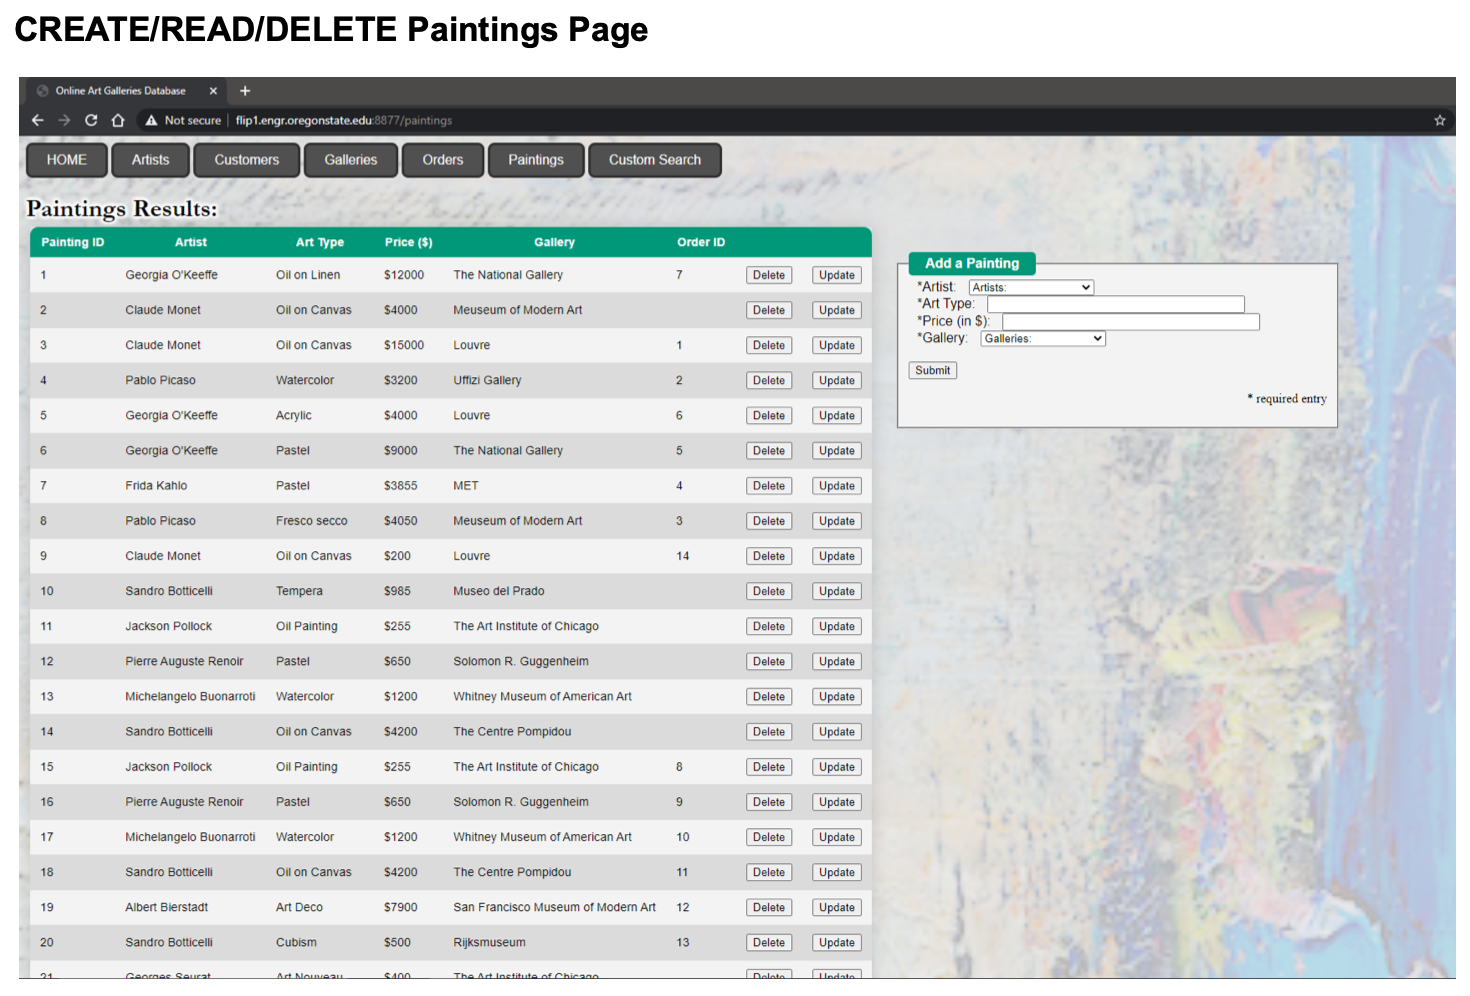 CREATE/READ/DELETE Paintings Page
Online Art Galleries Database
Not secure flip1.engr.oregonstate.edu:8877/paintings
HOME Artists Customers Galleries Orders Paintings Custom Search
Paintings Results:
Painting ID Artist Art Type Price ($) Gallery Order ID
1 Georgia O'Keeffe Oil on Linen $12000 The National Gallery 7 Delete Update
2 Claude Monet Oil on Canvas $4000 Meuseum of Modern Art Delete Update
3 Claude Monet Oil on Canvas $15000 Louvre 1 Delete Update
4 Pablo Picaso Watercolor $3200 Uffizi Gallery 2 Delete Update
5 Georgia O'Keeffe Acrylic $4000 Louvre 6 Delete Update
6 Georgia O'Keeffe Pastel $9000 The National Gallery 5 Delete Update
7 Frida Kahlo Pastel $3855 MET 4 Delete Update
8 Pablo Picaso Fresco secco $4050 Meuseum of Modern Art 3 Delete Update
9 Claude Monet Oil on Canvas $200 Louvre 14 Delete Update
10 Sandro Botticelli Tempera $985 Museo del Prado Delete Update
11 Jackson Pollock Oil Painting $255 The Art Institute of Chicago Delete Update
12 Pierre Auguste Renoir Pastel $650 Solomon R. Guggenheim Delete Update
13 Michelangelo Buonarroti Watercolor $1200 Whitney Museum of American Art Delete Update
14 Sandro Botticelli Oil on Canvas $4200 The Centre Pompidou Delete Update
15 Jackson Pollock Oil Painting $255 The Art Institute of Chicago 8 Delete Update
16 Pierre Auguste Renoir Pastel $650 Solomon R. Guggenheim 9 Delete Update
17 Michelangelo Buonarroti Watercolor $1200 Whitney Museum of American Art 10 Delete Update
18 Sandro Botticelli Oil on Canvas $4200 The Centre Pompidou 11 Delete Update
19 Albert Bierstadt Art Deco $7900 San Francisco Museum of Modern Art 12 Delete Update
20 Sandro Botticelli Cubism $500 Rijksmuseum 13 Delete Update
21 Georges Seurat Art Nouveau $400 The Art Institute of Chicago Delete Update
Add a Painting
*Artist: Artists:
*Art Type:
*Price (in $):
*Gallery: Galleries:
Submit
* required entry